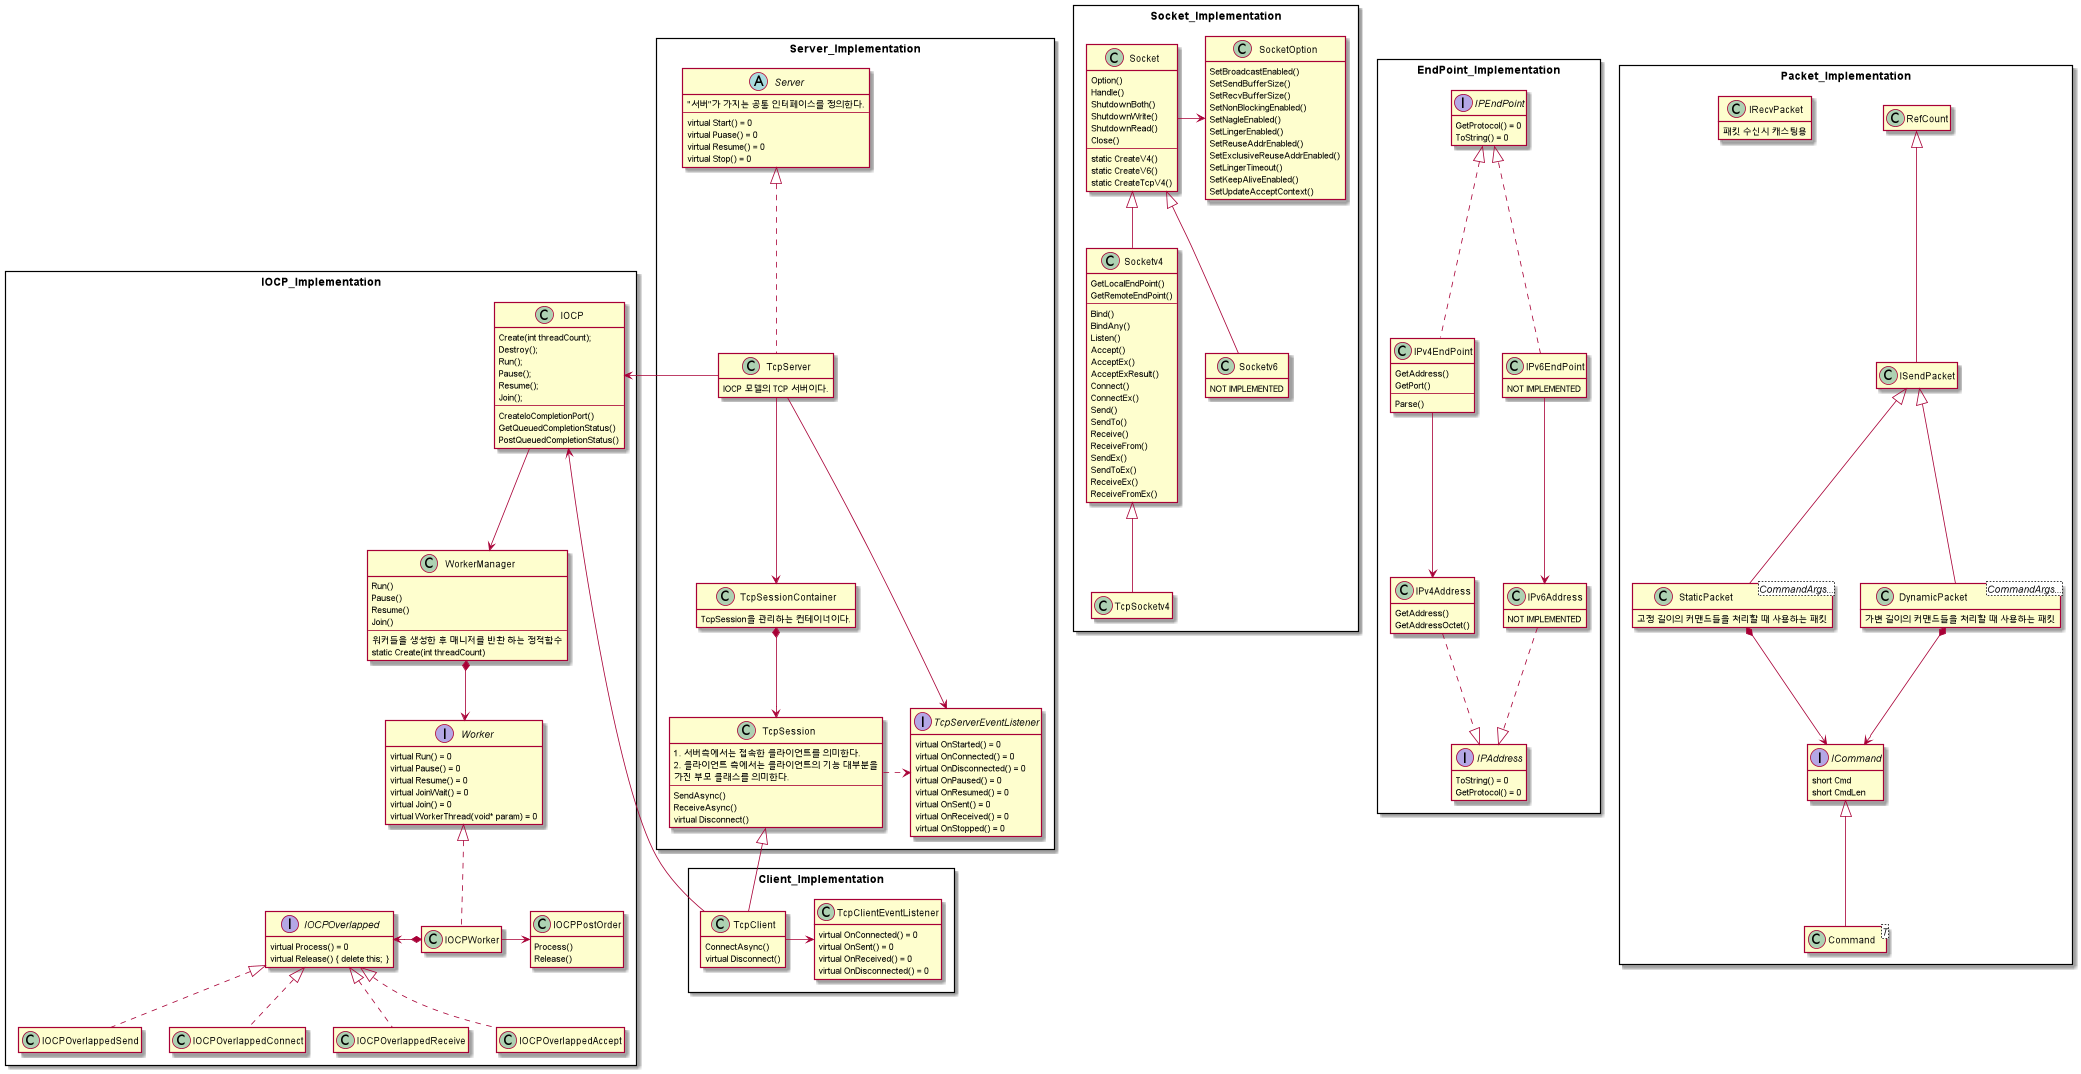 IOCP_Implementation
C IOCP
Create(int threadCount);
Destroy();
Run();
Pause();
Resume();
Join();
CreateIoCompletionPort()
GetQueuedCompletionStatus()
PostQueuedCompletionStatus()
C WorkerManager
Run()
Pause()
Resume()
Join()
워커들을 생성한 후 매니저를 반환 하는 정적함수
static Create(int threadCount)
I Worker
virtual Run() = 0
virtual Pause() = 0
virtual Resume() = 0
virtual JoinWait() = 0
virtual Join() = 0
virtual WorkerThread(void* param) = 0
I IOCPOverlapped
virtual Process() = 0
virtual Release() { delete this; }
C IOCPWorker
C IOCPPostOrder
Process()
Release()
C IOCPOverlappedSend
C IOCPOverlappedConnect
C IOCPOverlappedReceive
C IOCPOverlappedAccept
Server_Implementation
A Server
"서버"가 가지는 공통 인터페이스를 정의한다.
virtual Start() = 0
virtual Puase() = 0
virtual Resume() = 0
virtual Stop() = 0
C TcpServer
IOCP 모델의 TCP 서버이다.
C TcpSessionContainer
TcpSession을 관리하는 컨테이너이다.
C TcpSession
1. 서버측에서는 접속한 클라이언트를 의미한다.
2. 클라이언트 측에서는 클라이언트의 기능 대부분을
가진 부모 클래스를 의미한다.
SendAsync()
ReceiveAsync()
virtual Disconnect()
I TcpServerEventListener
virtual OnStarted() = 0
virtual OnConnected() = 0
virtual OnDisconnected() = 0
virtual OnPaused() = 0
virtual OnResumed() = 0
virtual OnSent() = 0
virtual OnReceived() = 0
virtual OnStopped() = 0
Client_Implementation
C TcpClient
ConnectAsync()
virtual Disconnect()
C TcpClientEventListener
virtual OnConnected() = 0
virtual OnSent() = 0
virtual OnReceived() = 0
virtual OnDisconnected() = 0
Socket_Implementation
C Socket
Option()
Handle()
ShutdownBoth()
ShutdownWrite()
ShutdownRead()
Close()
static CreateV4()
static CreateV6()
static CreateTcpV4()
C SocketOption
SetBroadcastEnabled()
SetSendBufferSize()
SetRecvBufferSize()
SetNonBlockingEnabled()
SetNagleEnabled()
SetLingerEnabled()
SetReuseAddrEnabled()
SetExclusiveReuseAddrEnabled()
SetLingerTimeout()
SetKeepAliveEnabled()
SetUpdateAcceptContext()
C Socketv4
GetLocalEndPoint()
GetRemoteEndPoint()
Bind()
BindAny()
Listen()
Accept()
AcceptEx()
AcceptExResult()
Connect()
ConnectEx()
Send()
SendTo()
Receive()
ReceiveFrom()
SendEx()
SendToEx()
ReceiveEx()
ReceiveFromEx()
C Socketv6
NOT IMPLEMENTED
C TcpSocketv4
EndPoint_Implementation
I IPEndPoint
GetProtocol() = 0
ToString() = 0
C IPv4EndPoint
GetAddress()
GetPort()
Parse()
C IPv6EndPoint
NOT IMPLEMENTED
C IPv4Address
GetAddress()
GetAddressOctet()
C IPv6Address
NOT IMPLEMENTED
I IPAddress
ToString() = 0
GetProtocol() = 0
Packet_Implementation
C IRecvPacket
패킷 수신시 캐스팅용
C RefCount
C ISendPacket
C StaticPacket
CommandArgs...
고정 길이의 커맨드들을 처리할 때 사용하는 패킷
C DynamicPacket
CommandArgs...
가변 길이의 커맨드들을 처리할 때 사용하는 패킷
I ICommand
short Cmd
short CmdLen
C Command